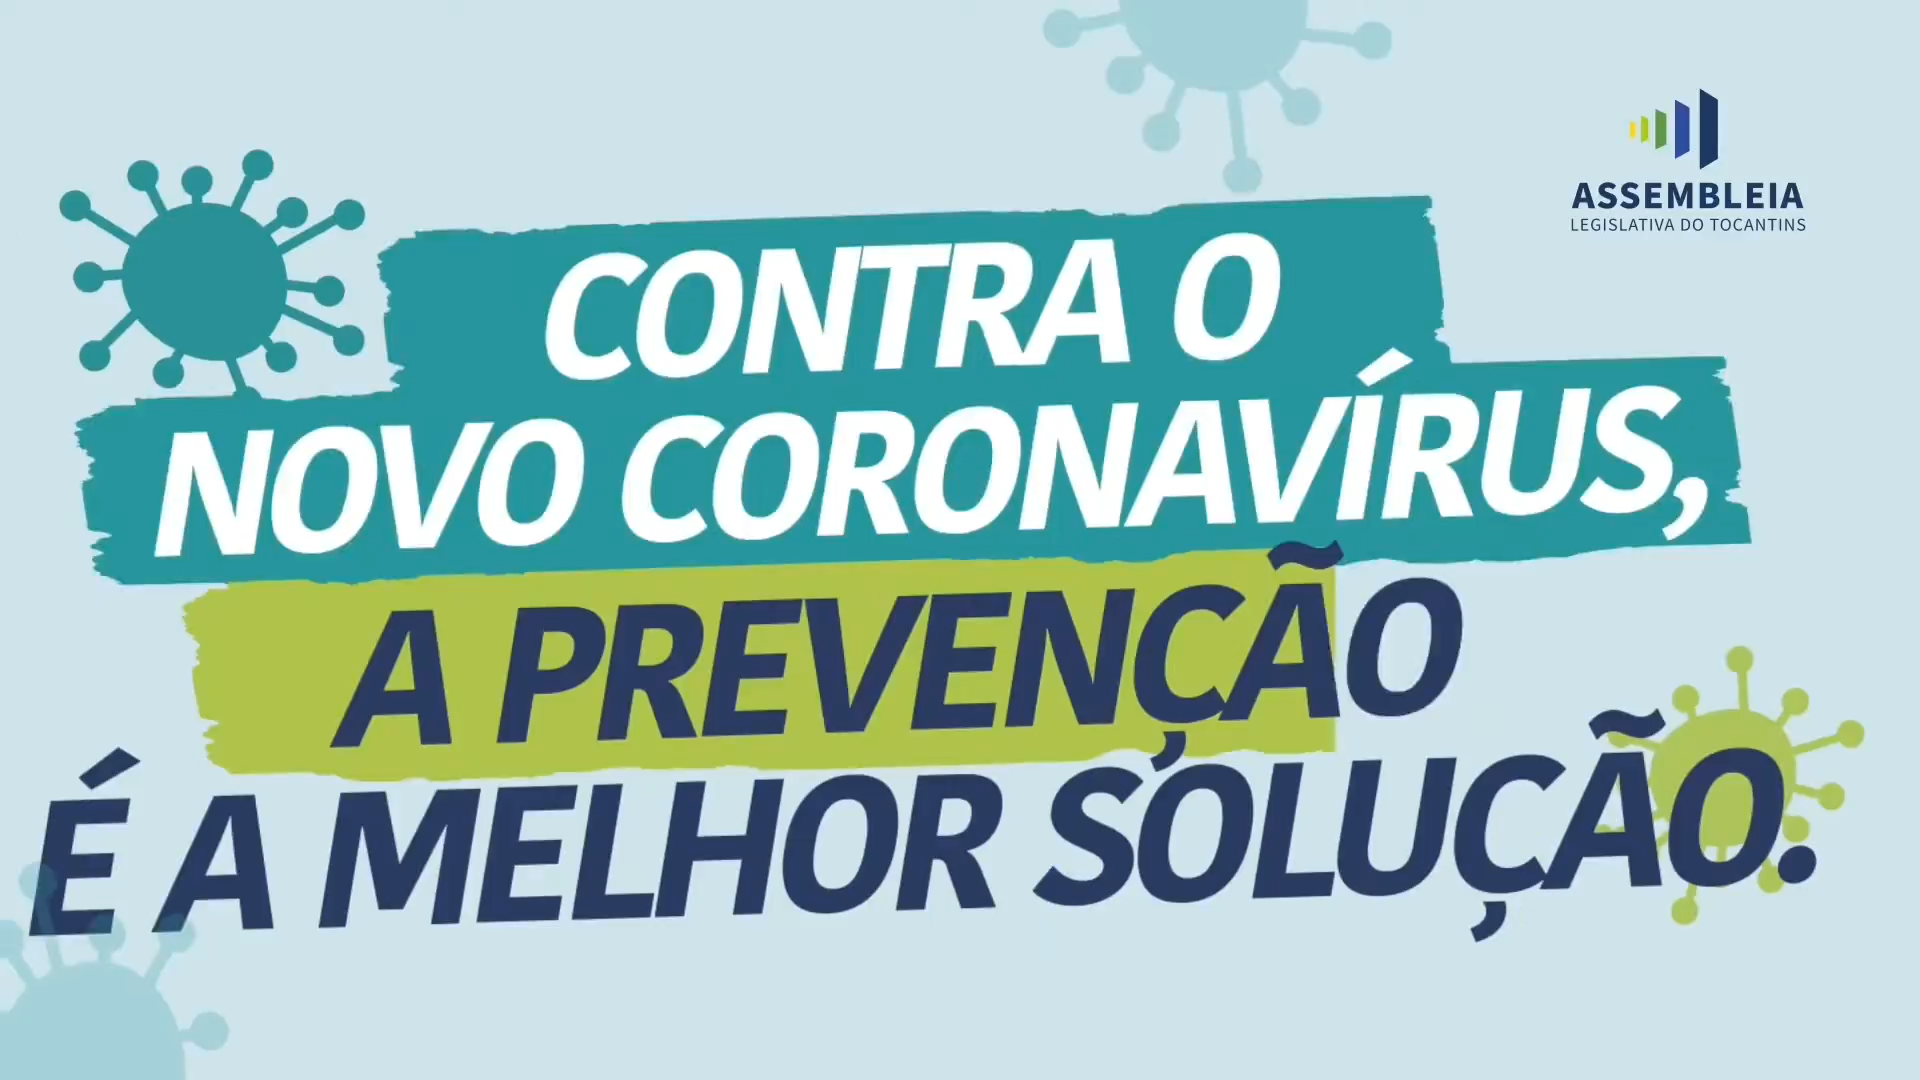 ASSEMBLEIA
LEGISLATIVA DO TOCANTINS
CONTRA O
NOVO CORONAVÍRUS,
A PREVENÇÃO
É A MELHOR SOLUÇÃO.